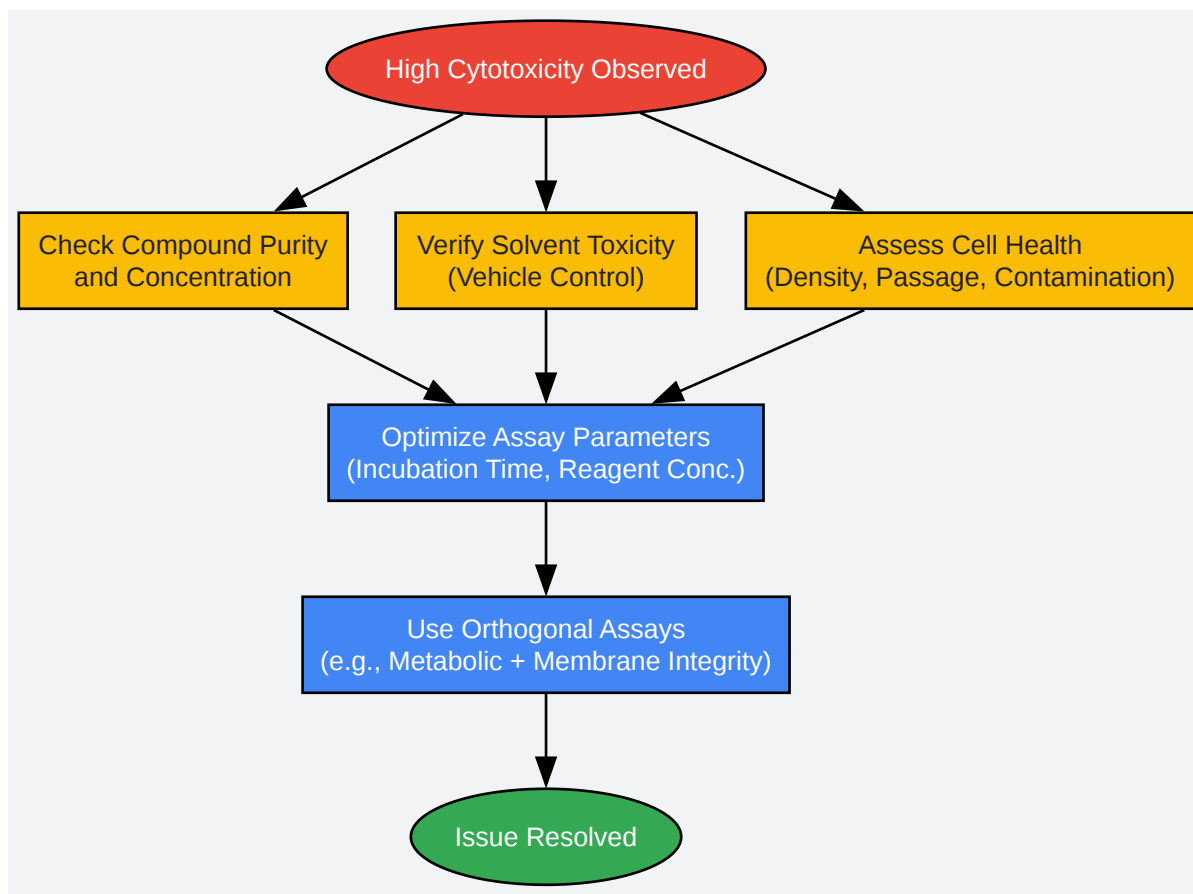 High Cytotoxicity Observed
Check Compound Purity
and Concentration
Verify Solvent Toxicity
(Vehicle Control)
Assess Cell Health
(Density, Passage, Contamination)
Optimize Assay Parameters
(Incubation Time, Reagent Conc.)
Use Orthogonal Assays
(e.g., Metabolic + Membrane Integrity)
Issue Resolved